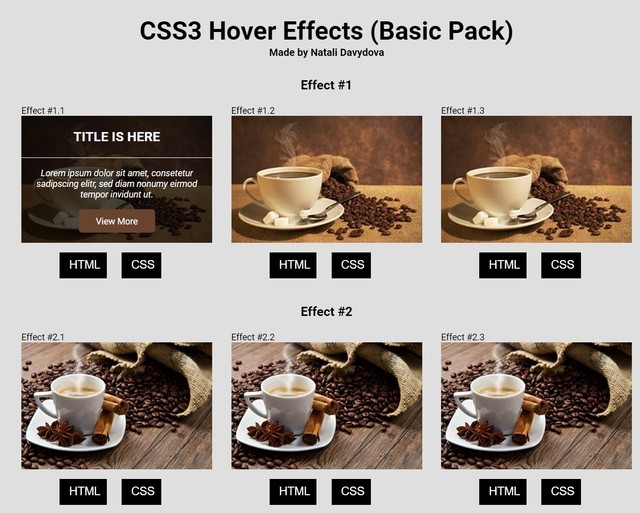 CSS3 Hover Effects (Basic Pack)
Made by Natali Davydova
Effect #1
Effect #1.1
Effect #1.2
Effect #1.3
TITLE IS HERE
Lorem ipsum dolor sit amet, consetetur
sadipscing elitr, sed diam nonumy eirmod
tempor invidunt ut.
View More
HTML
CSS
HTML
CSS
HTML
CSS
Effect #2
Effect #2.1
Effect #2.2
Effect #2.3
HTML
CSS
HTML
CSS
HTML
CSS